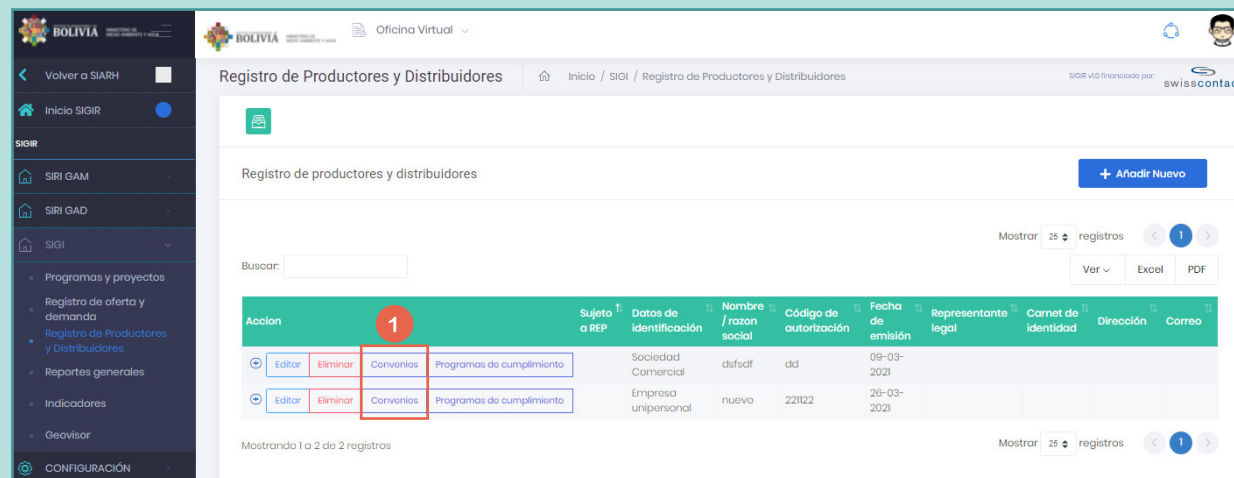 BOLIVIA
BOLIVIA
Oficina Virtual
Volver a SIARH
Registro de Productores y Distribuidores
Inicio / SIGI / Registro de Productores y Distribuidores
SIGIR v1.0 financiado por:
swisscontac
Inicio SIGIR
SIGIR
SIRI GAM
SIRI GAD
SIGI
Programas y proyectos
Registro de oferta y
demanda
Registro de Productores
y Distribuidores
Reportes generales
Indicadores
Geovisor
CONFIGURACIÓN
Registro de productores y distribuidores
+ Añadir Nuevo
Mostrar 25 registros < 1 >
Buscar:
Ver Excel PDF
Accion
1
Sujeto
a REP
Datos de
identificación
Nombre
/ razon
social
Código de
autorización
Fecha
de
emisión
Representante
legal
Carnet de
identidad
Dirección
Correo
Editar Eliminar Convenios Programas de cumplimiento
Sociedad
Comercial
dsfsdf
dd
09-03-
2021
Editar Eliminar Convenios Programas de cumplimiento
Empresa
unipersonal
nuevo
221122
26-03-
2021
Mostrando 1 a 2 de 2 registros
Mostrar 25 registros < 1 >